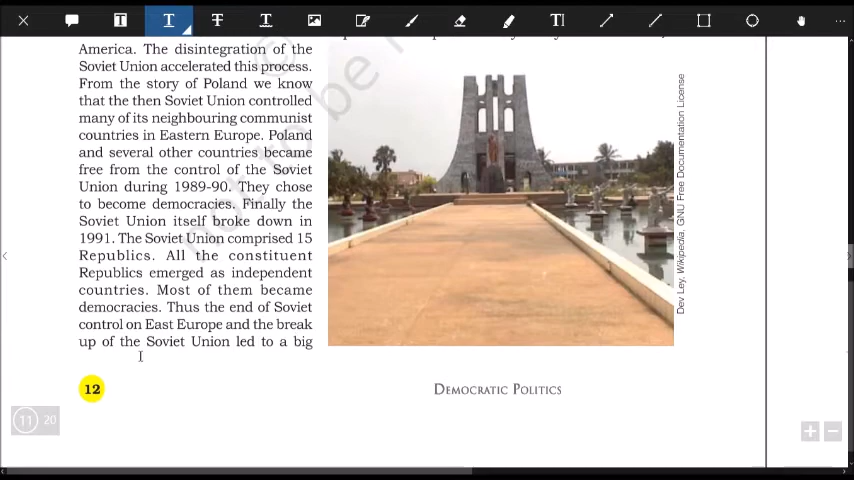 America. The disintegration of the
Soviet Union accelerated this process.
From the story of Poland we know
that the then Soviet Union controlled
many of its neighbouring communist
countries in Eastern Europe. Poland
and several other countries became
free from the control of the Soviet
Union during 1989-90. They chose
to become democracies. Finally the
Soviet Union itself broke down in
1991. The Soviet Union comprised 15
Republics. All the constituent
Republics emerged as independent
countries. Most of them became
democracies. Thus the end of Soviet
control on East Europe and the break
up of the Soviet Union led to a big
© 
not to be
Dev Ley, Wikipedia, GNU Free Documentation License
12
DEMOCRATIC POLITICS
11 20